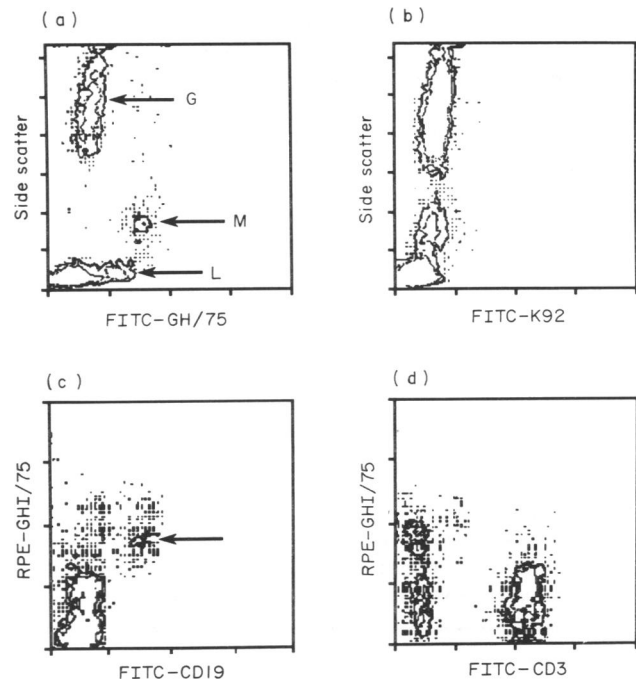 (a)
(b)
Side scatter
G
M
L
FITC-GH/75
Side scatter
FITC-K92
(c)
(d)
RPE-GHI/75
FITC-CD19
RPE-GHI/75
FITC-CD3